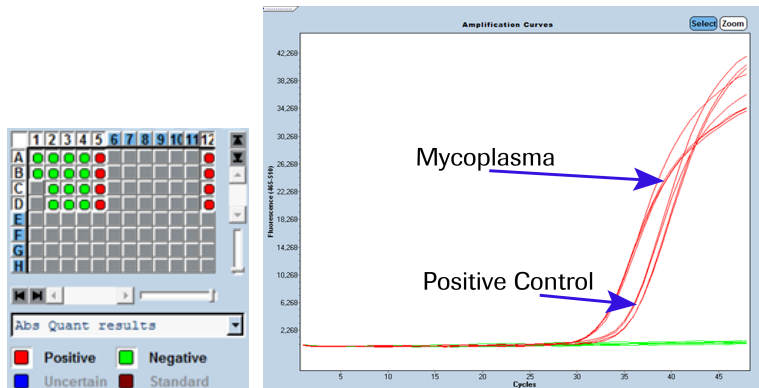 1 2 3 4 5 6 7 8 9 10 11 12
A
B
C
D
E
F
G
H
Abs Quant results
Positive Negative
Uncertain Standard
Amplification Curves
Select Zoom
42,268
38,268
34,268
30,268
26,268
22,268
18,268
14,268
10,268
6,268
2,268
Fluorescence (465-510)
Mycoplasma
Positive Control
5 10 15 20 25 30 35 40 45
Cycles